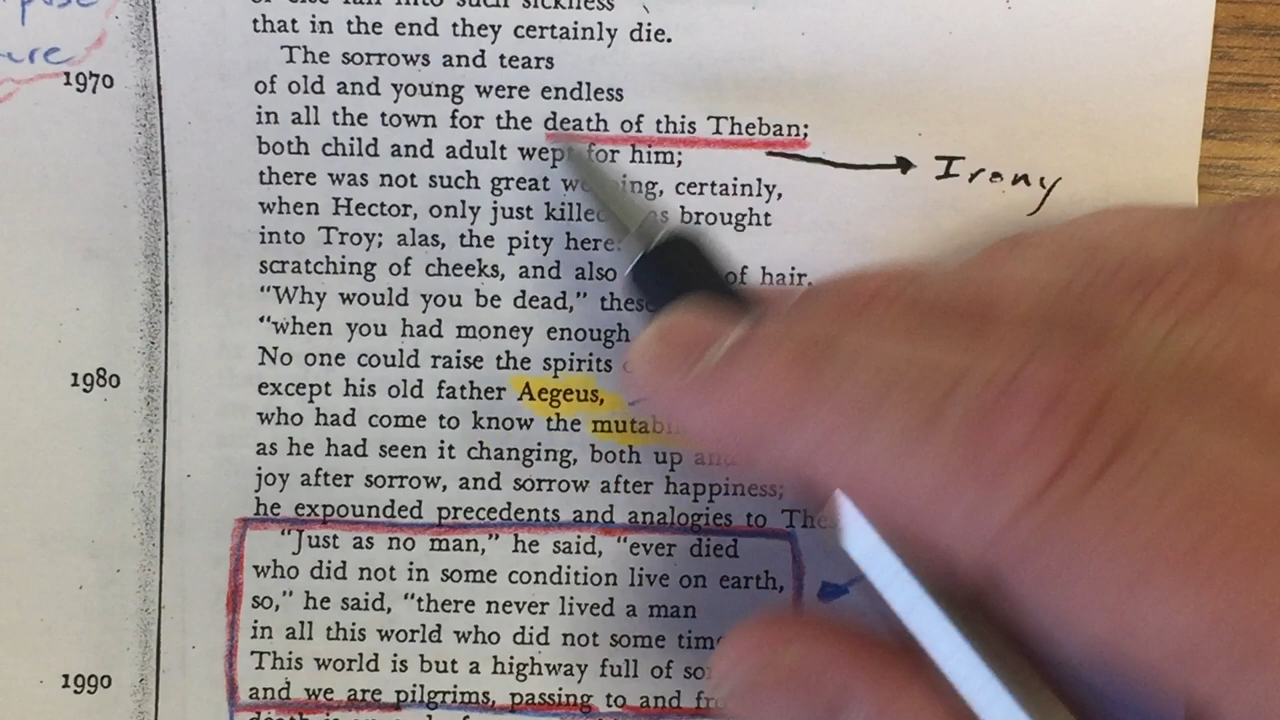 that in the end they certainly die.
The sorrows and tears
1970
of old and young were endless
in all the town for the death of this Theban;
both child and adult wept for him;
Irony
there was not such great weeping, certainly,
when Hector, only just killed, was brought
into Troy; alas, the pity here:
scratching of cheeks, and also of hair.
"Why would you be dead," these
"when you had money enough
No one could raise the spirits
1980
except his old father Aegeus,
who had come to know the
as he had seen it changing, both up and
joy after sorrow, and sorrow after happiness;
he expounded precedents and analogies to
"Just as no man," he said, "ever died
who did not in some condition live on earth,
so," he said, "there never lived a man
in all this world who did not some
This world is but a highway full of
1990
and we are pilgrims, passing to and